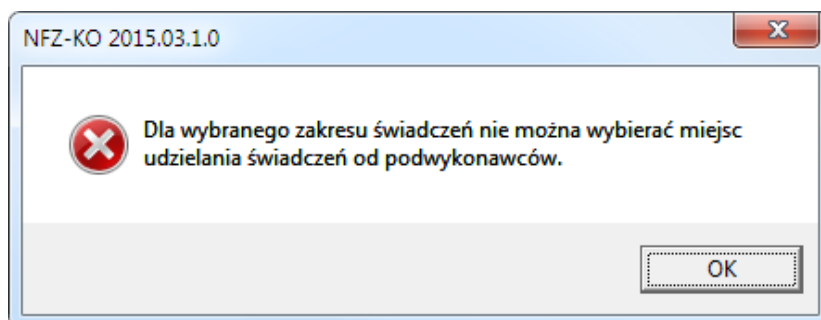 NFZ-KO 2015.03.1.0
Dla wybranego zakresu świadczeń nie można wybierać miejsc
udzielania świadczeń od podwykonawców.
OK